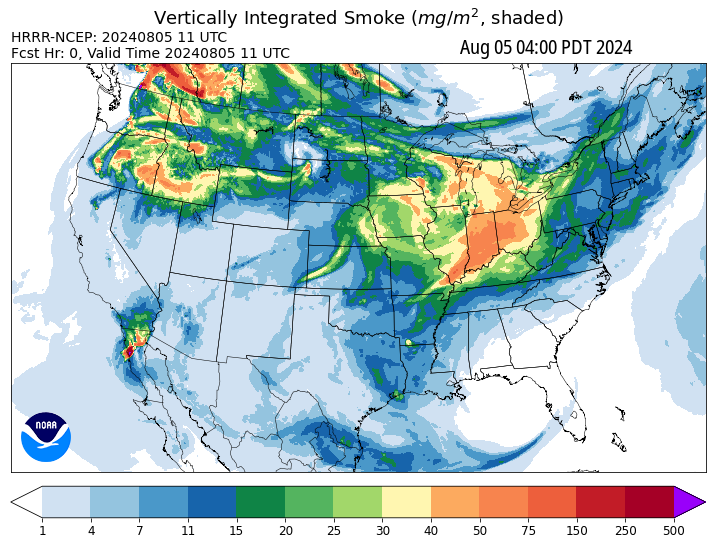 Vertically Integrated Smoke (mg/m², shaded)
HRRR-NCEP: 20240805 11 UTC
Fcst Hr: 0, Valid Time 20240805 11 UTC
Aug 05 04:00 PDT 2024
NOAA
1 4 7 11 15 20 25 30 40 50 75 150 250 500